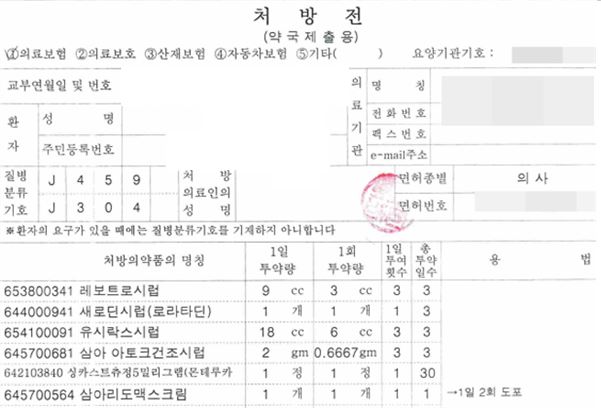 처 방 전
(약국제출용)
①의료보험 ②의료보호 ③산재보험 ④자동차보험 ⑤기타( ) 요양기관기호 :
교부연월일 및 번호
의료기관
명 칭
전화번호
팩스번호
e-mail주소
환자
성 명
주민등록번호
질병분류기호
J 4 5 9
J 3 0 4
처 방 의료인의 성 명
면허종별 의 사
면허번호
※환자의 요구가 있을 때에는 질병분류기호를 기재하지 아니합니다
처방의약품의 명칭 1일 투약량 1회 투약량 1일 투여 횟수 총 투약 일수 용 법
653800341 레보트로시럽 9 cc 3 cc 3 3
644000941 새로딘시럽(로라타딘) 1 개 1 개 1 3
654100091 유시락스시럽 18 cc 6 cc 3 3
645700681 삼아 아토크건조시럽 2 gm 0.6667gm 3 3
642103840 싱카스트츄정5밀리그램(몬테루카 1 정 1 정 1 30
645700564 삼아리도맥스크림 1 개 1 개 1 1 →1일 2회 도포